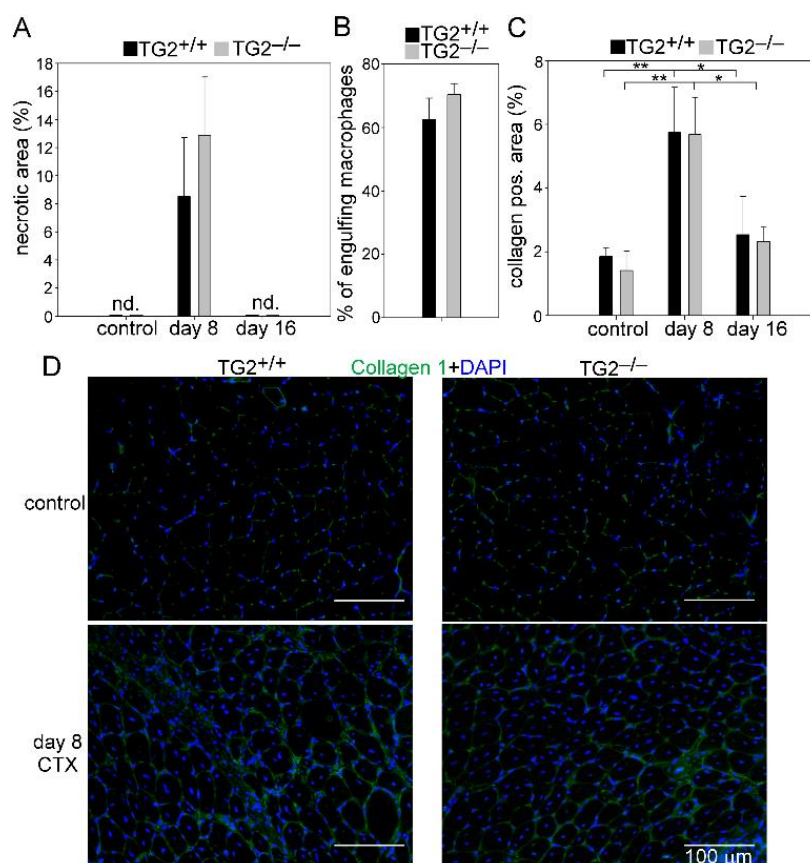 A
TG2+/+ TG2–/–
necrotic area (%)
18
16
14
12
10
8
6
4
2
0
nd.
nd.
control day 8 day 16
B
TG2+/+
TG2–/–
% of engulfing macrophages
80
60
40
20
0
C
TG2+/+ TG2–/–
collagen pos. area (%)
8
6
4
2
0
** *
** *
control day 8 day 16
D
TG2+/+ Collagen 1+DAPI TG2–/–
control
day 8
CTX
100 µm